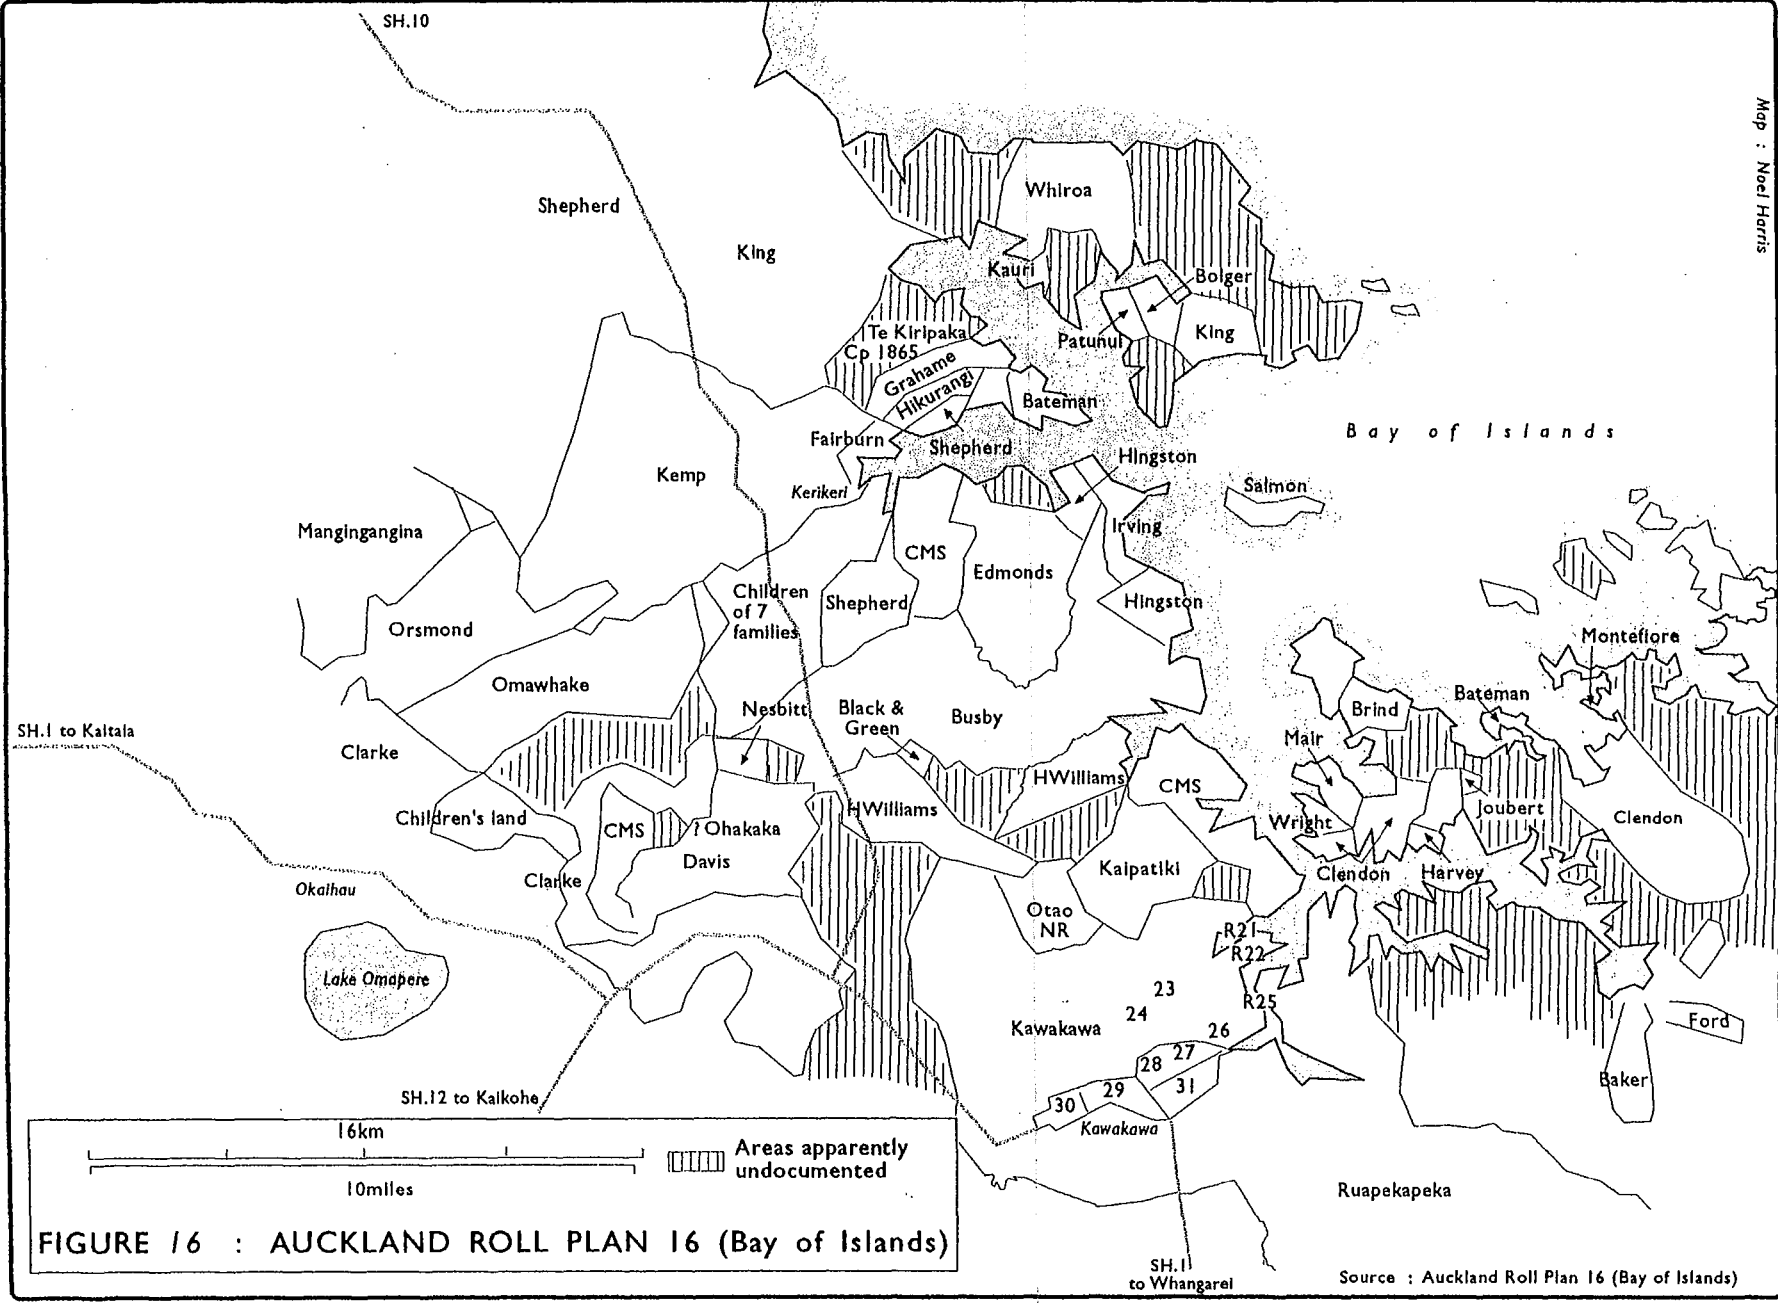 SH.10
Map : Noel Harris
Shepherd
King
Whiroa
Kauri
Bolger
Te Kiripaka
Cp 1865
Patunui
King
Grahame
Hikurangi
Bateman
Fairburn
Shepherd
Bay of Islands
Kemp
Kerikeri
Hingston
Salmon
Mangingangina
Irving
CMS
Edmonds
Children
of 7
families
Shepherd
Hingston
Orsmond
Montefiore
Omawhake
Nesbitt
Black &
Green
Busby
Bateman
Brind
SH.1 to Kaitaia
Clarke
Mair
HWilliams
CMS
HWilliams
Joubert
Children's land
CMS
? Ohakaka
Wright
Clendon
Davis
Kaipatiki
Clarke
Clendon
Harvey
Okaihau
Otao
NR
R21
R22
Lake Omapere
23
R25
24
Kawakawa
26
Ford
27
28
Baker
29
31
SH.12 to Kaikohe
30
Kawakawa
16km
10miles
Areas apparently
undocumented
Ruapekapeka
FIGURE 16 : AUCKLAND ROLL PLAN 16 (Bay of Islands)
SH.1
to Whangarei
Source : Auckland Roll Plan 16 (Bay of Islands)